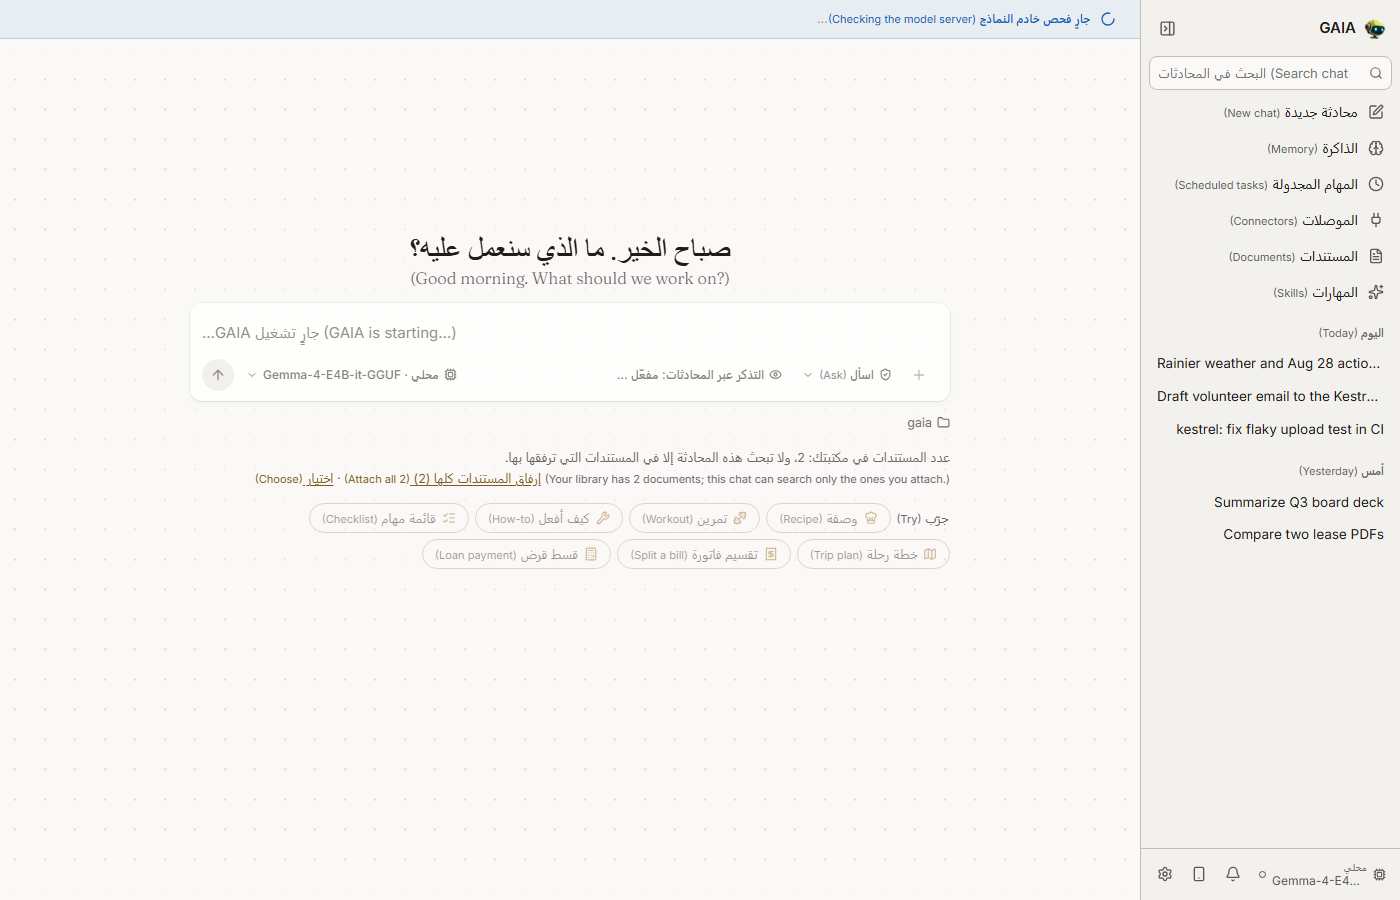 جارٍ فحص خادم النماذج (Checking the model server)...
GAIA
البحث في المحادثات (Search chat
محادثة جديدة (New chat)
الذاكرة (Memory)
المهام المجدولة (Scheduled tasks)
الموصلات (Connectors)
المستندات (Documents)
المهارات (Skills)
اليوم (Today)
Rainier weather and Aug 28 actio...
Draft volunteer email to the Kestr...
kestrel: fix flaky upload test in CI
أمس (Yesterday)
Summarize Q3 board deck
Compare two lease PDFs
محلي
Gemma-4-E4...
صباح الخير. ما الذي سنعمل عليه؟
(Good morning. What should we work on?)
جارٍ تشغيل GAIA... (GAIA is starting...)
اسأل (Ask)
التذكر عبر المحادثات: مفعّل ...
محلي · Gemma-4-E4B-it-GGUF
gaia
عدد المستندات في مكتبتك: 2، ولا تبحث هذه المحادثة إلا في المستندات التي ترفقها بها.
(Your library has 2 documents; this chat can search only the ones you attach.) إرفاق المستندات كلها (2) (Attach all 2) · اختيار (Choose)
جرّب (Try) وصفة (Recipe) تمرين (Workout) كيف أفعل (How-to) قائمة مهام (Checklist)
خطة رحلة (Trip plan) تقسيم فاتورة (Split a bill) قسط قرض (Loan payment)